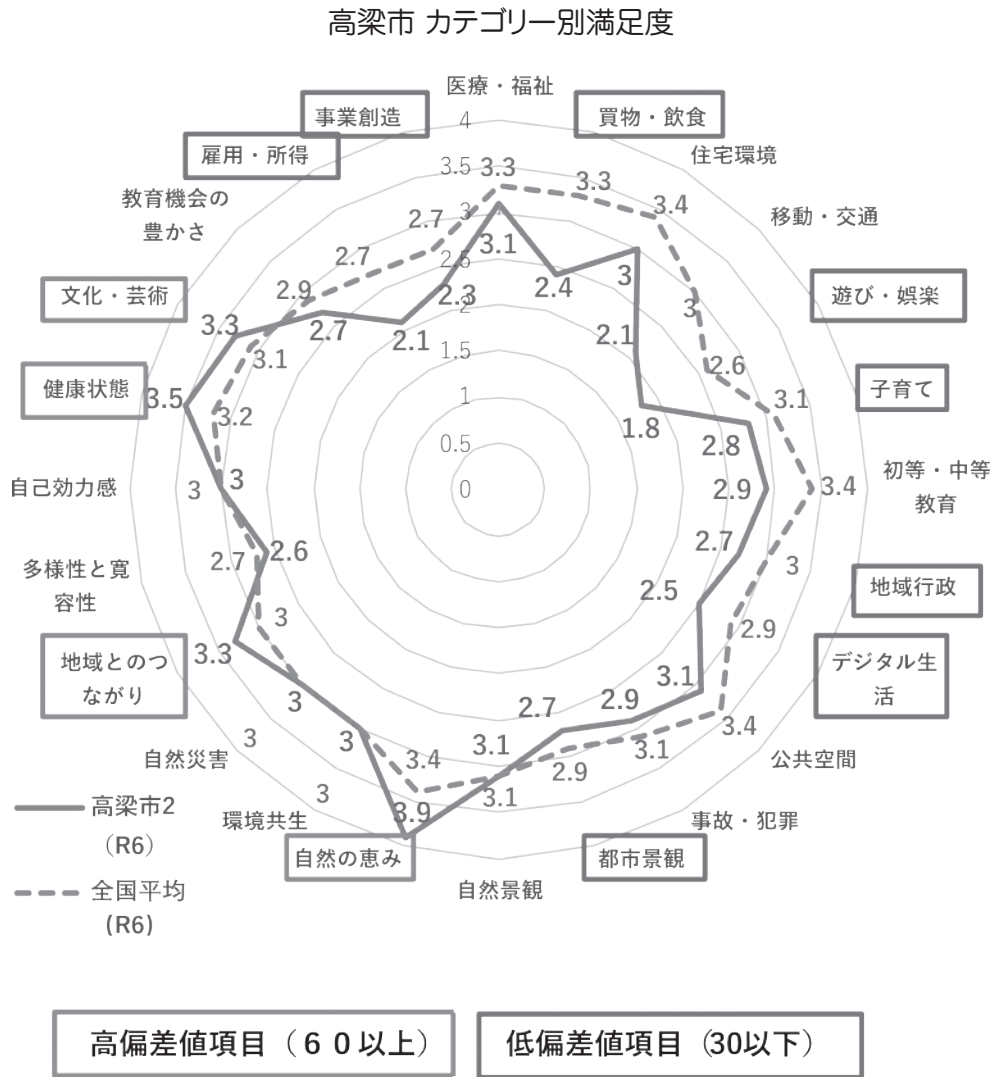 高梁市 カテゴリー別満足度
医療・福祉
買物・飲食
住宅環境
移動・交通
遊び・娯楽
子育て
初等・中等
教育
地域行政
デジタル生
活
公共空間
事故・犯罪
都市景観
自然景観
自然の恵み
環境共生
自然災害
地域とのつ
ながり
多様性と寛
容性
自己効力感
健康状態
文化・芸術
教育機会の
豊かさ
雇用・所得
事業創造
4
3.5
3
2.5
2
1.5
1
0.5
0
3.1
2.4
3
2.1
1.8
2.8
2.9
2.7
2.5
3.1
2.9
2.7
3.1
3.9
3
3
3.3
2.6
3
3.5
3.3
2.7
2.1
2.3
3.3
3.3
3.4
3
2.6
3.1
3.4
3
2.9
3.4
3.1
2.9
3.1
3.4
3
3
3
2.7
3
3.2
3.1
2.9
2.7
2.7
高梁市2
（R6）
全国平均
(R6)
高偏差値項目（６０以上）
低偏差値項目（30以下）